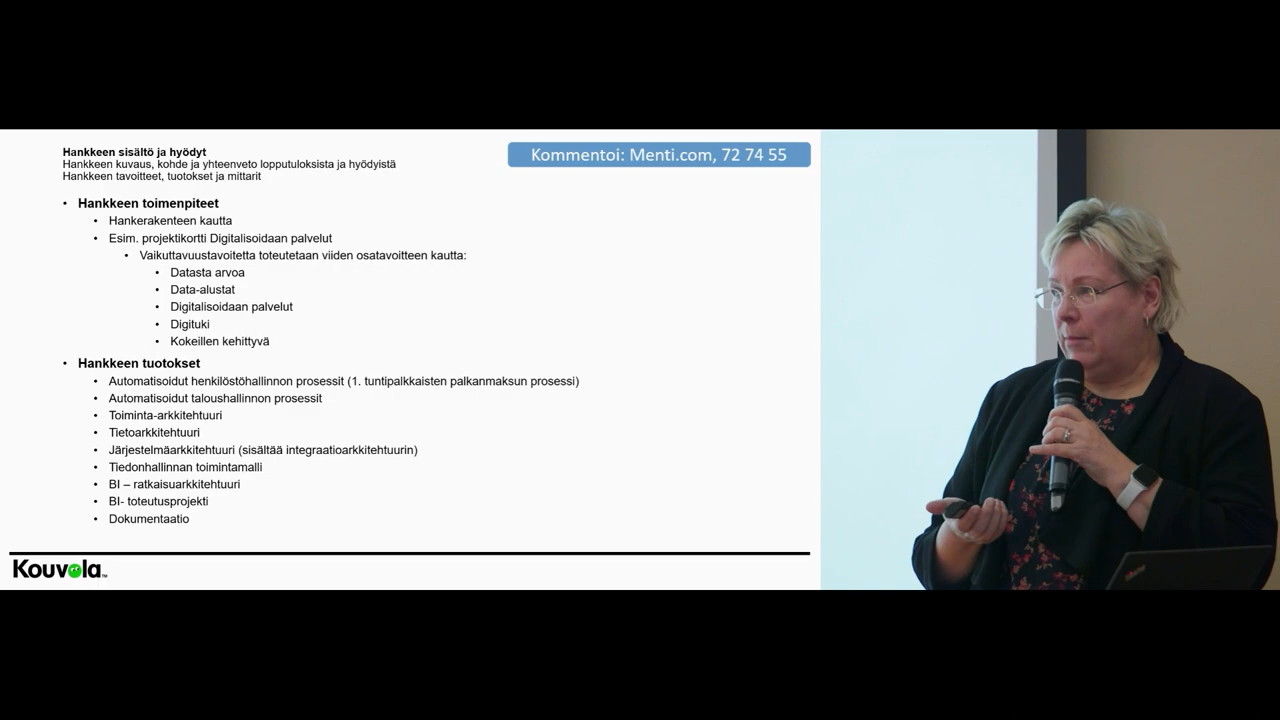 Hankkeen sisältö ja hyödyt
Hankkeen kuvaus, kohde ja yhteenveto lopputuloksista ja hyödyistä
Hankkeen tavoitteet, tuotokset ja mittarit
Kommentoi: Menti.com, 72 74 55
• Hankkeen toimenpiteet
• Hankerakenteen kautta
• Esim. projektikortti Digitalisoidaan palvelut
• Vaikuttavuustavoitetta toteutetaan viiden osatavoitteen kautta:
• Datasta arvoa
• Data-alustat
• Digitalisoidaan palvelut
• Digituki
• Kokeillen kehittyvä
• Hankkeen tuotokset
• Automatisoidut henkilöstöhallinnon prosessit (1. tuntipalkkaisten palkanmaksun prosessi)
• Automatisoidut taloushallinnon prosessit
• Toiminta-arkkitehtuuri
• Tietoarkkitehtuuri
• Järjestelmäarkkitehtuuri (sisältää integraatioarkkitehtuurin)
• Tiedonhallinnan toimintamalli
• BI – ratkaisuarkkitehtuuri
• BI- toteutusprojekti
• Dokumentaatio
Kouvola